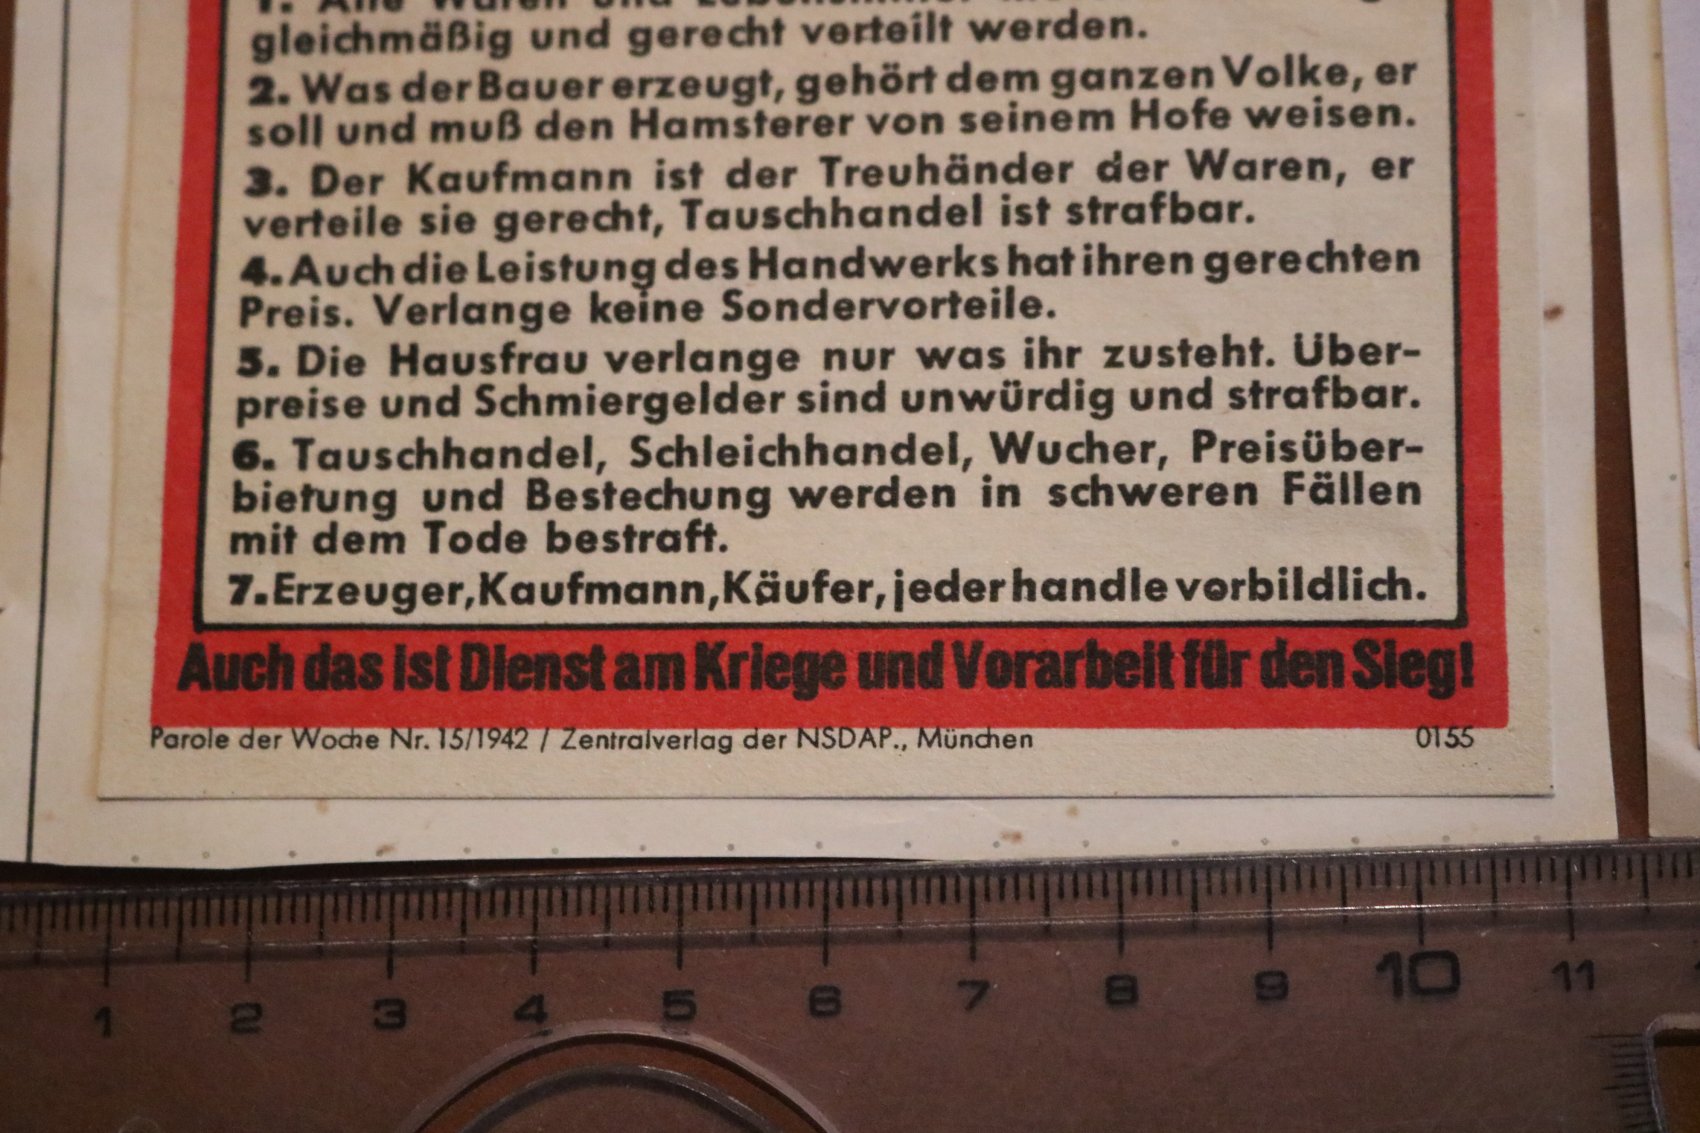 1. Alle Waren und Lebensmittel
gleichmäßig und gerecht verteilt werden.
2. Was der Bauer erzeugt, gehört dem ganzen Volke, er
soll und muß den Hamsterer von seinem Hofe weisen.
3. Der Kaufmann ist der Treuhänder der Waren, er
verteile sie gerecht, Tauschhandel ist strafbar.
4. Auch die Leistung des Handwerks hat ihren gerechten
Preis. Verlange keine Sondervorteile.
5. Die Hausfrau verlange nur was ihr zusteht. Über-
preise und Schmiergelder sind unwürdig und strafbar.
6. Tauschhandel, Schleichhandel, Wucher, Preisüber-
bietung und Bestechung werden in schweren Fällen
mit dem Tode bestraft.
7. Erzeuger, Kaufmann, Käufer, jeder handle vorbildlich.
Auch das ist Dienst am Kriege und Vorarbeit für den Sieg!
Parole der Woche Nr. 15/1942 / Zentralverlag der NSDAP., München 0155
1 2 3 4 5 6 7 8 9 10 11